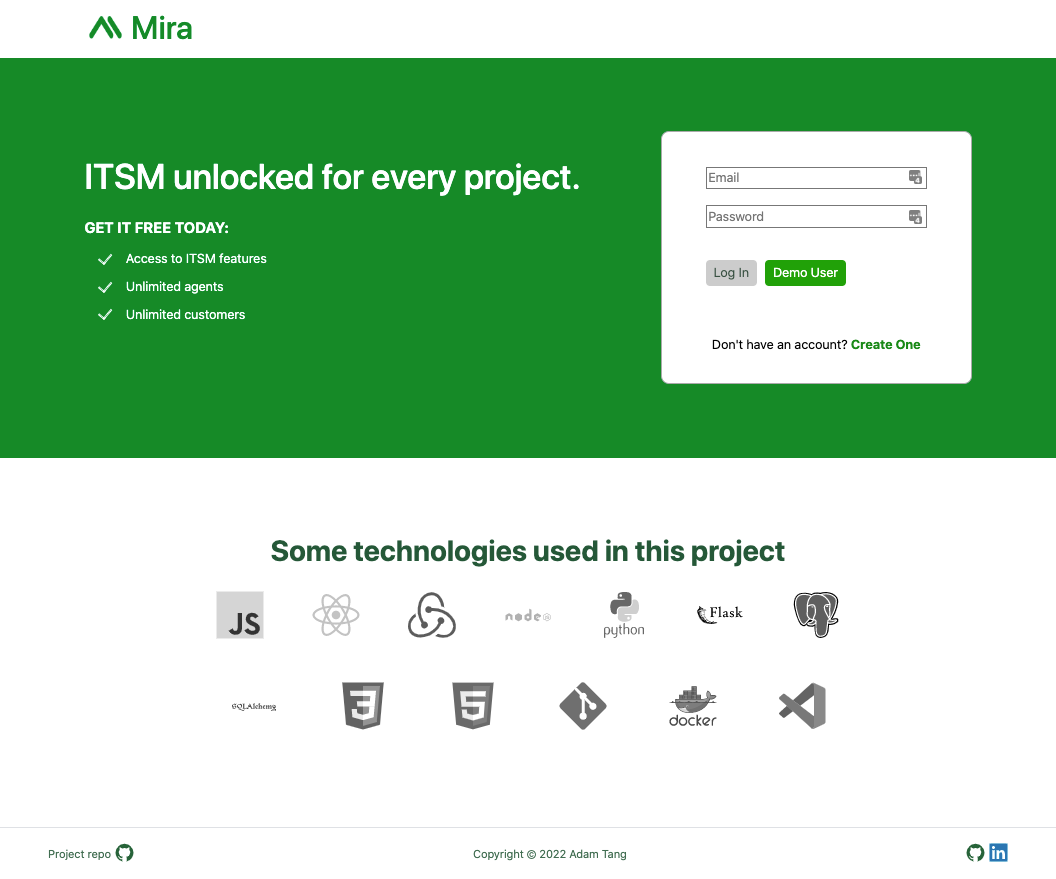 Mira
ITSM unlocked for every project.
GET IT FREE TODAY:
Access to ITSM features
Unlimited agents
Unlimited customers
Email
Password
Log In Demo User
Don't have an account? Create One
Some technologies used in this project
JS
node JS
python
Flask
SQLAlchemy
3
5
docker
Project repo
Copyright © 2022 Adam Tang
in